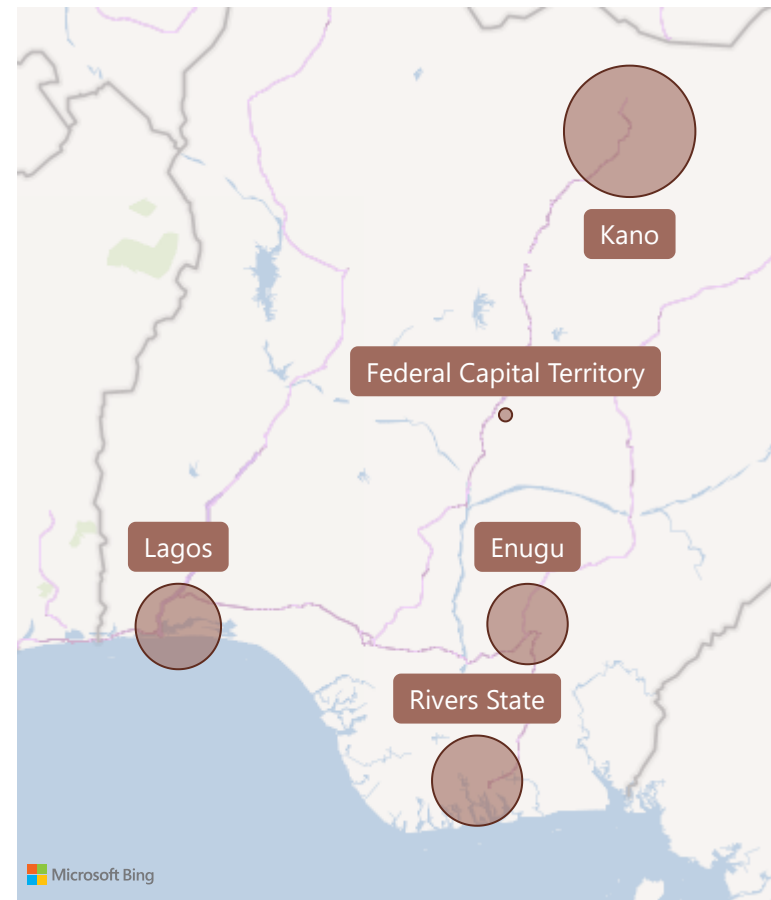 Kano
Federal Capital Territory
Lagos
Enugu
Rivers State
Microsoft Bing